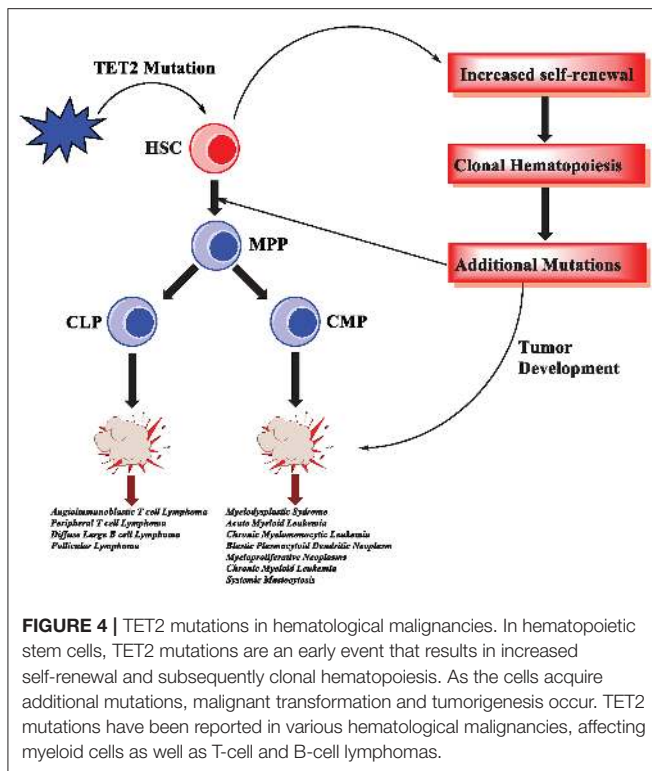 TET2 Mutation
HSC
MPP
CLP
CMP
Increased self-renewal
Clonal Hematopoiesis
Additional Mutations
Tumor
Development
Angioimmunoblastic T cell Lymphoma
Peripheral T cell Lymphoma
Diffuse Large B cell Lymphoma
Follicular Lymphoma
Myelodysplastic Sydrome
Acute Myeloid Leukemia
Chronic Myelomonocytic Leukemia
Blastic Plasmacytoid Dendritic Neoplasm
Myeloproliferative Neoplasms
Chronic Myeloid Leukemia
Systemic Mastocytosis
FIGURE 4 | TET2 mutations in hematological malignancies. In hematopoietic
stem cells, TET2 mutations are an early event that results in increased
self-renewal and subsequently clonal hematopoiesis. As the cells acquire
additional mutations, malignant transformation and tumorigenesis occur. TET2
mutations have been reported in various hematological malignancies, affecting
myeloid cells as well as T-cell and B-cell lymphomas.